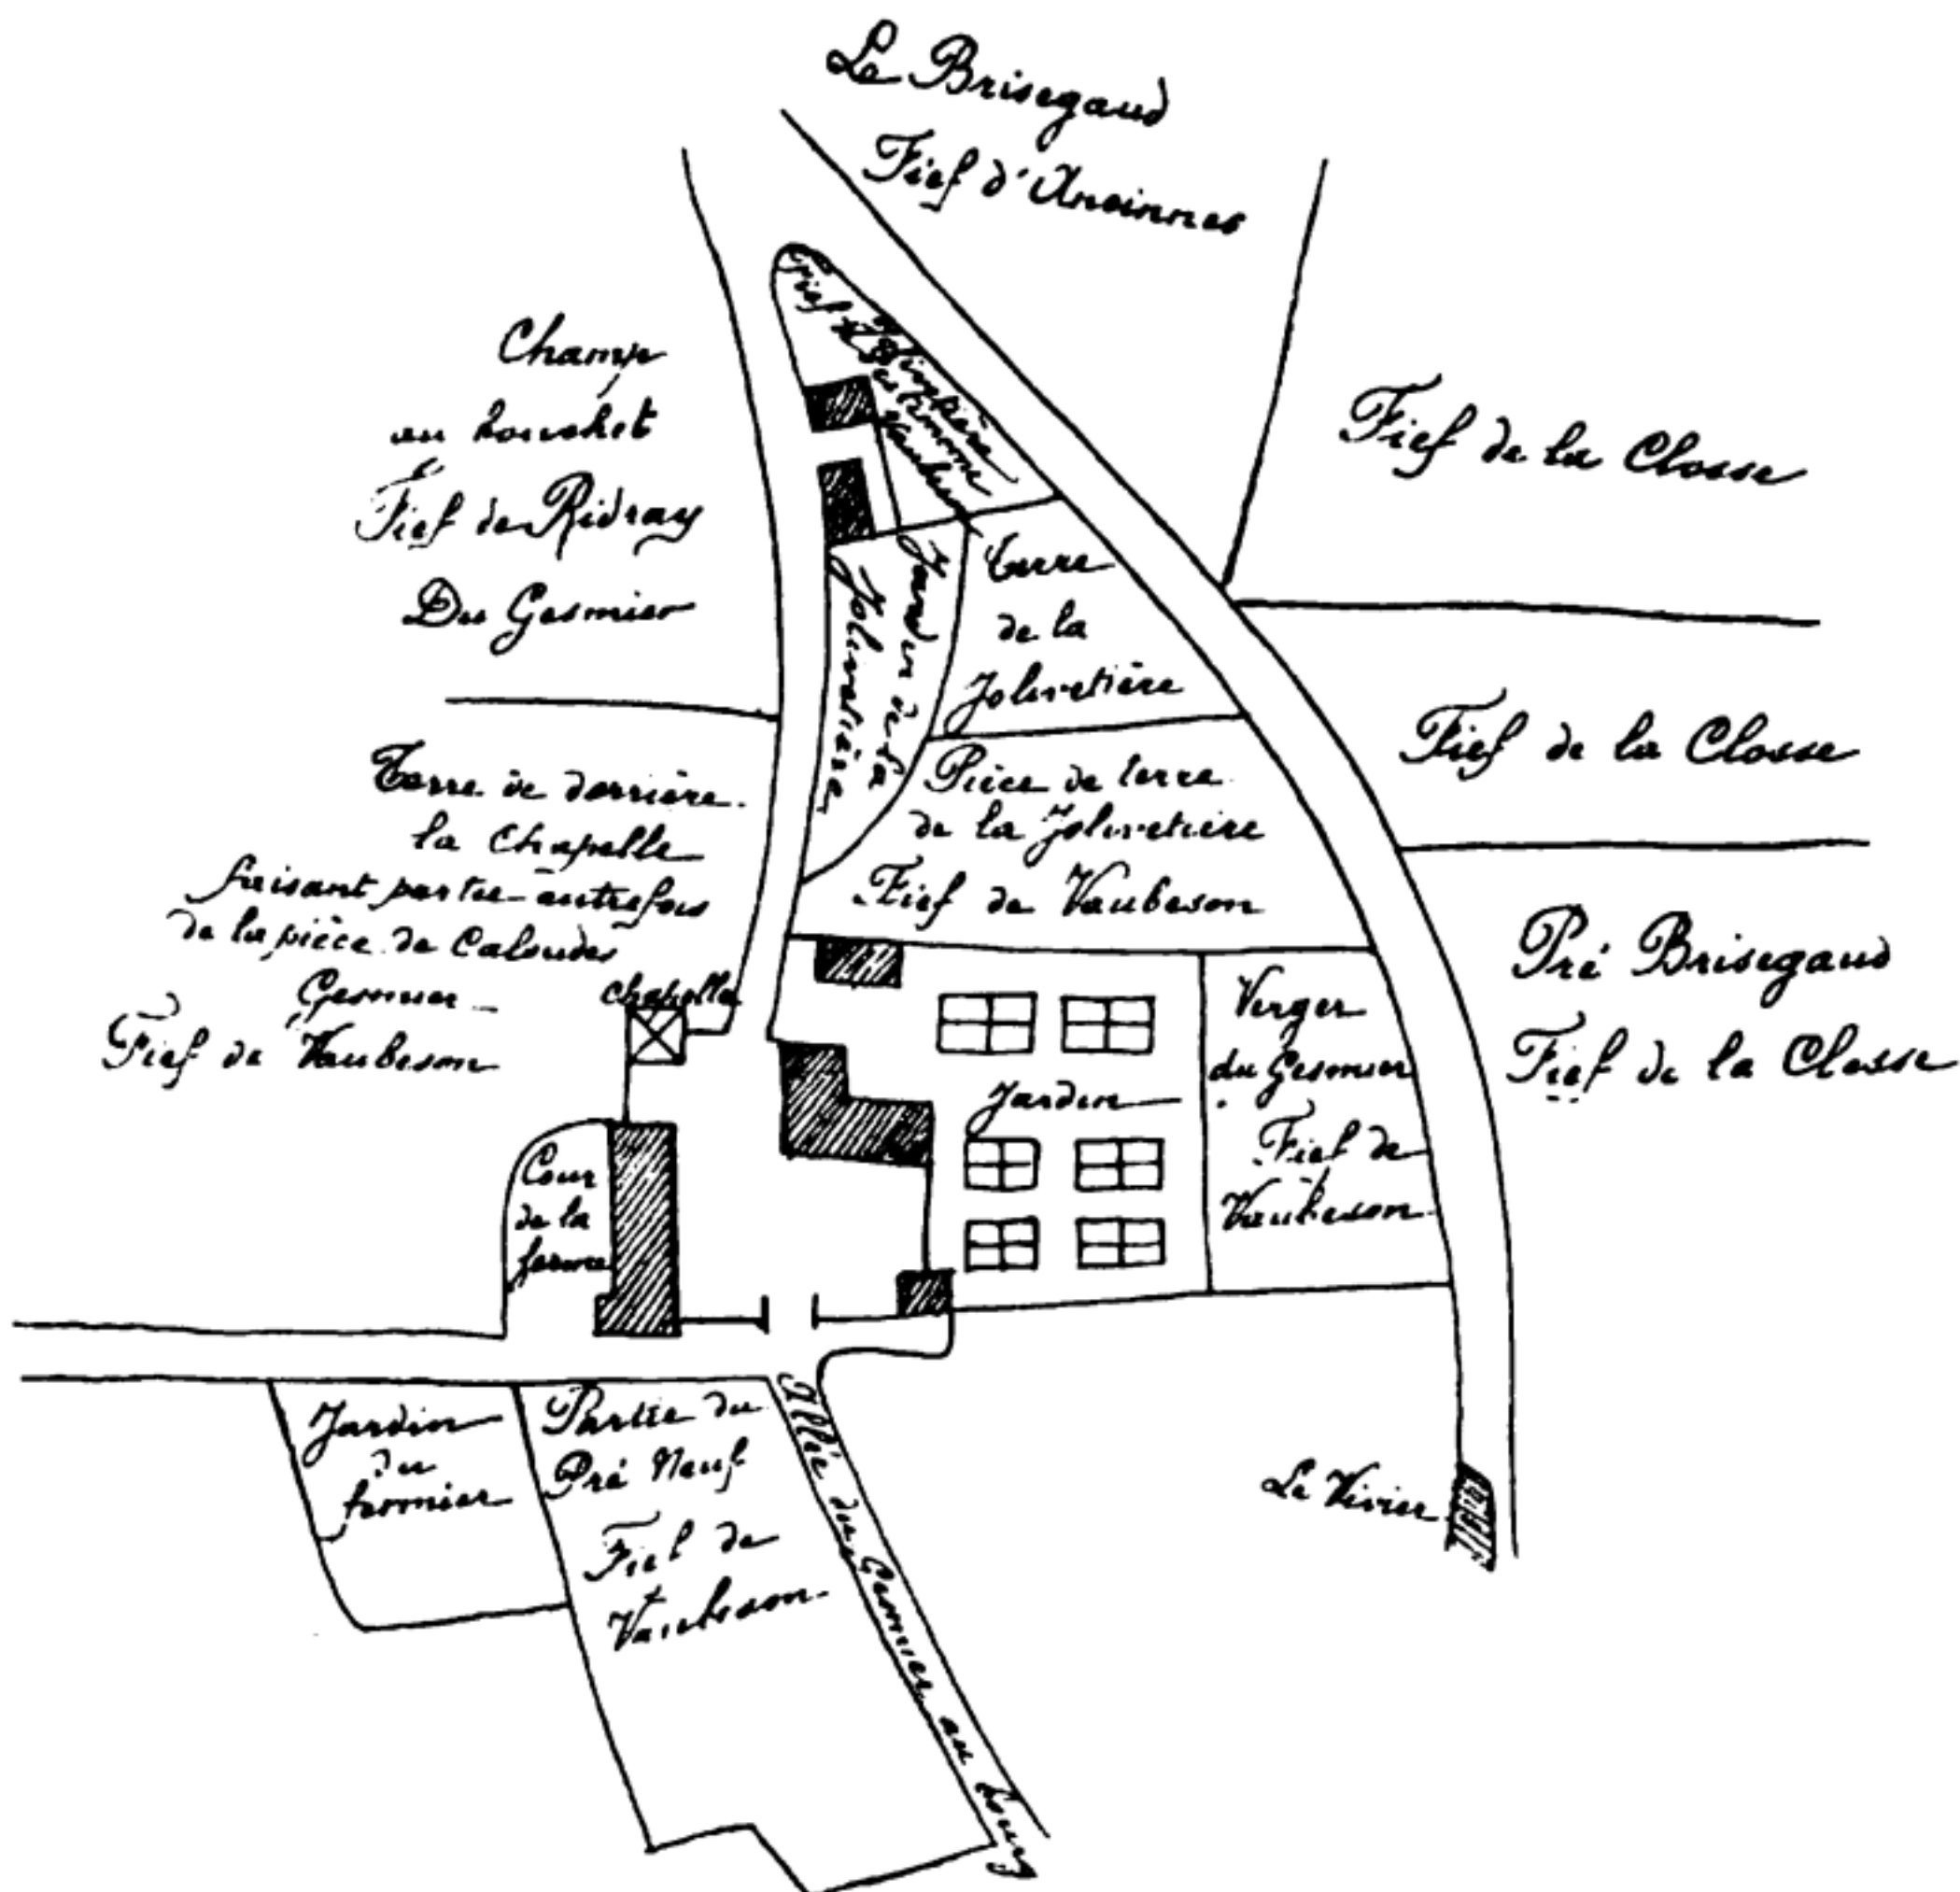 Le Brisegaud
Fief d'Ancinnes
Champ
au
Fief de Ridray
Du Gesmier
Fief de la Closse
Fief de
Jardin de la
Jolivetière
Terre
de la
Jolivetière
Fief de la Closse
Terre de derrière
la Chapelle
faisant partie autrefois
de la pièce de
Gesmier
Fief de Vaubeson
Pièce de terre
de la Jolivetière
Fief de Vaubeson
Pré Brisegaud
Fief de la Closse
chapelle
Verger
du Gesmier
Fief de
Vaubeson
Jardin
Cour
de la
ferme
Jardin
du
fermier
Partie du
Pré Neuf
Fief de
Vaubeson
Allée du Gesmier au bourg
Le Vivier